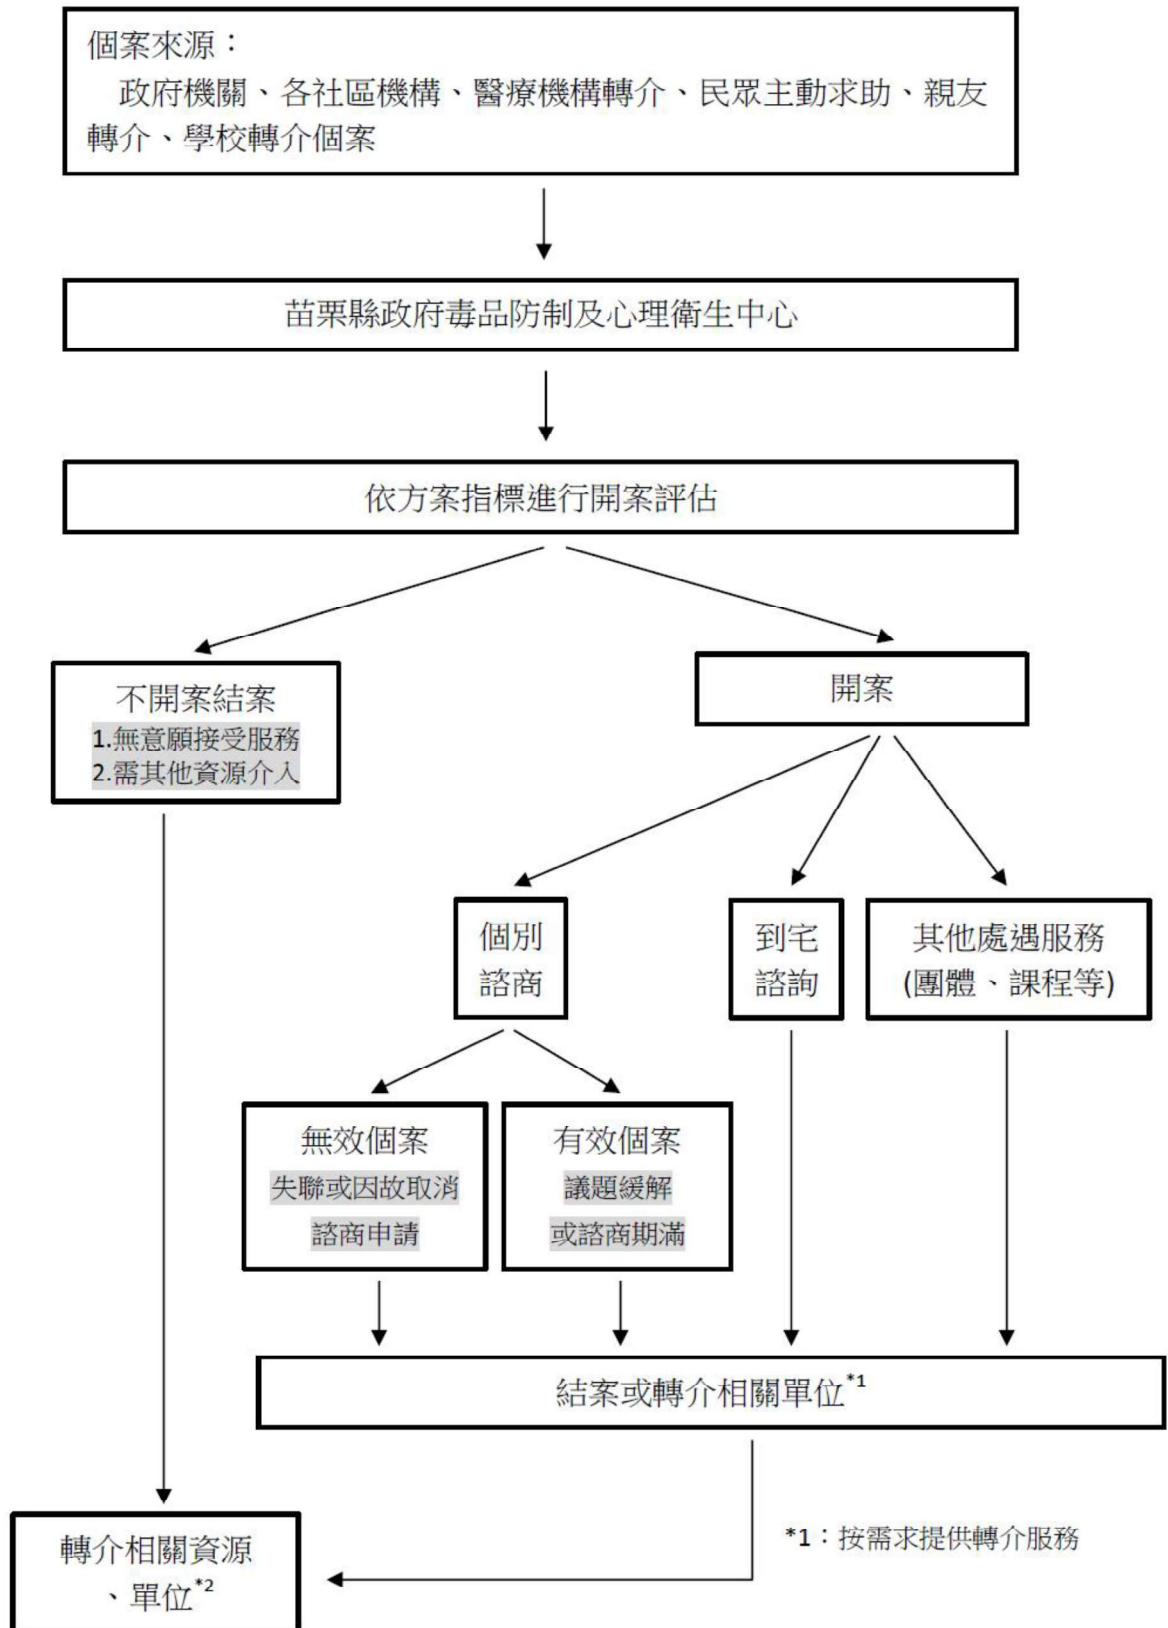 個案來源：
政府機關、各社區機構、醫療機構轉介、民眾主動求助、親友
轉介、學校轉介個案
苗栗縣政府毒品防制及心理衛生中心
依方案指標進行開案評估
不開案結案
1.無意願接受服務
2.需其他資源介入
開案
個別
諮商
到宅
諮詢
其他處遇服務
(團體、課程等)
無效個案
失聯或因故取消
諮商申請
有效個案
議題緩解
或諮商期滿
結案或轉介相關單位*1
轉介相關資源
、單位*2
*1：按需求提供轉介服務